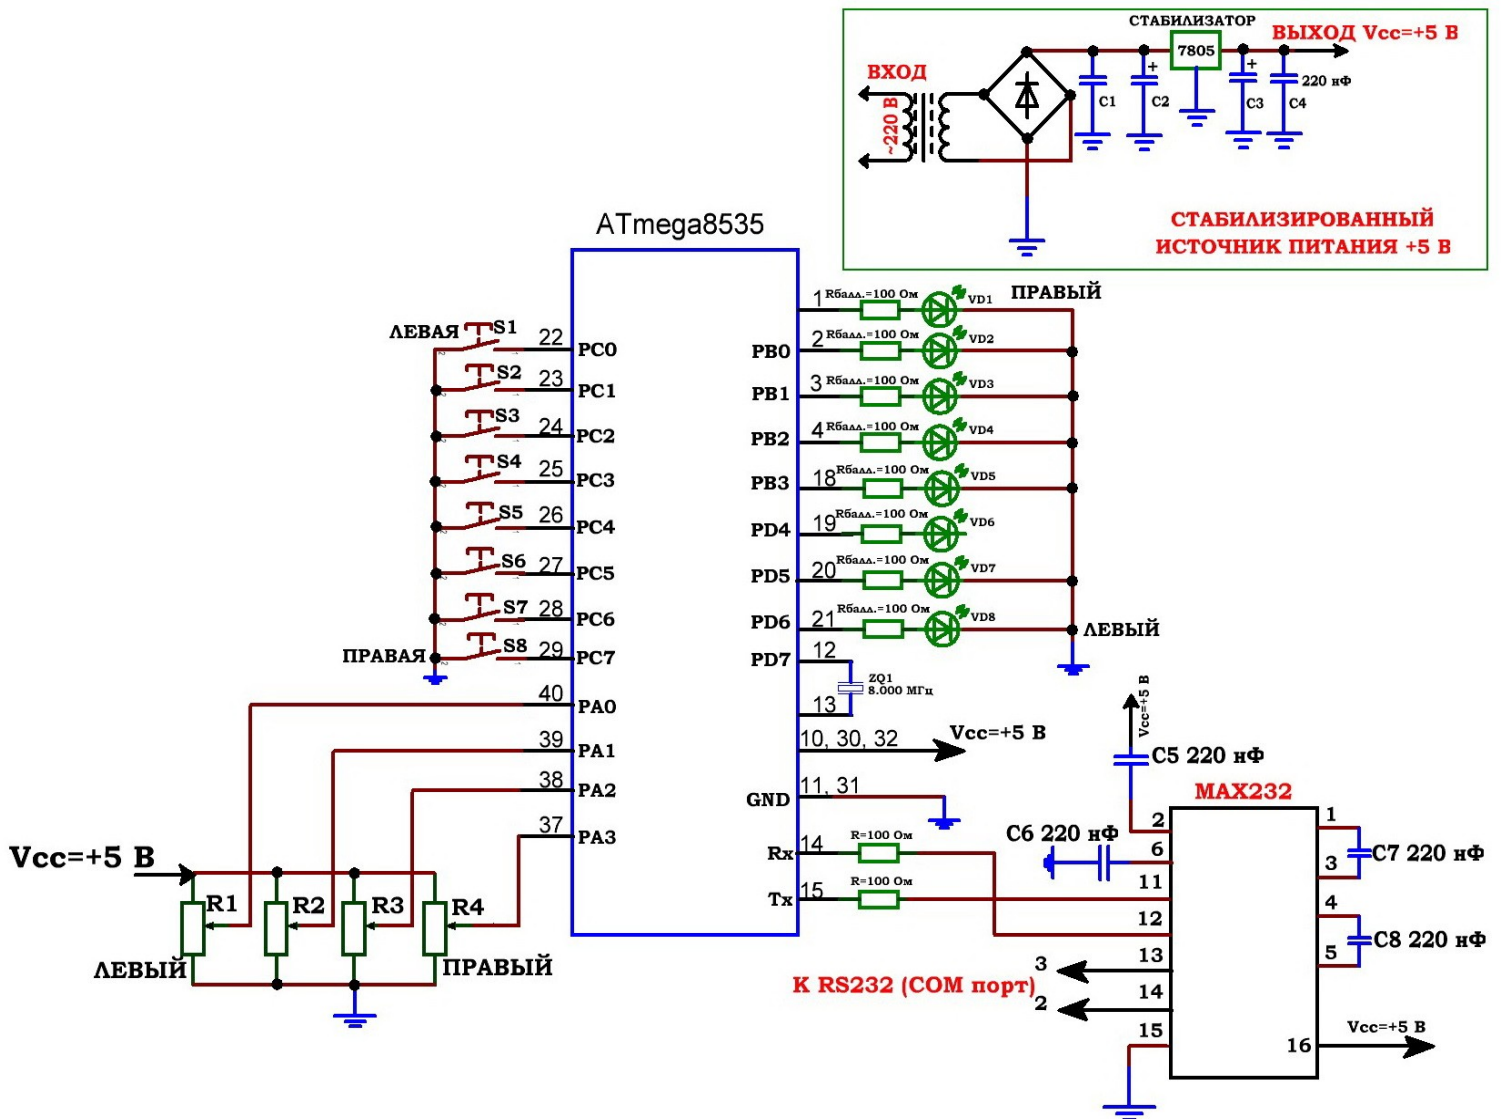 СТАБИЛИЗАТОР
7805
ВЫХОД Vcc=+5 В
ВХОД
~220 В
C1
C2
C3
C4
220 нФ
+
+
СТАБИЛИЗИРОВАННЫЙ
ИСТОЧНИК ПИТАНИЯ +5 В
ATmega8535
ЛЕВАЯ
S1
22
PC0
S2
23
PC1
S3
24
PC2
S4
25
PC3
S5
26
PC4
S6
27
PC5
S7
28
PC6
ПРАВАЯ
S8
29
PC7
40
PA0
39
PA1
38
PA2
37
PA3
Vcc=+5 В
R1
R2
R3
R4
ЛЕВЫЙ
ПРАВЫЙ
1
Rбалл.=100 Ом
VD1
ПРАВЫЙ
PB0
2
Rбалл.=100 Ом
VD2
PB1
3
Rбалл.=100 Ом
VD3
PB2
4
Rбалл.=100 Ом
VD4
PB3
18
Rбалл.=100 Ом
VD5
PD4
19
Rбалл.=100 Ом
VD6
PD5
20
Rбалл.=100 Ом
VD7
PD6
21
Rбалл.=100 Ом
VD8
ЛЕВЫЙ
PD7
12
ZQ1
8.000 МГц
13
10, 30, 32
Vcc=+5 В
GND
11, 31
Rx
14
R=100 Ом
Tx
15
R=100 Ом
Vcc=+5 В
C5 220 нФ
MAX232
C6 220 нФ
2
6
11
12
13
14
15
1
3
4
5
16
C7 220 нФ
C8 220 нФ
3
К RS232 (COM порт)
2
Vcc=+5 В